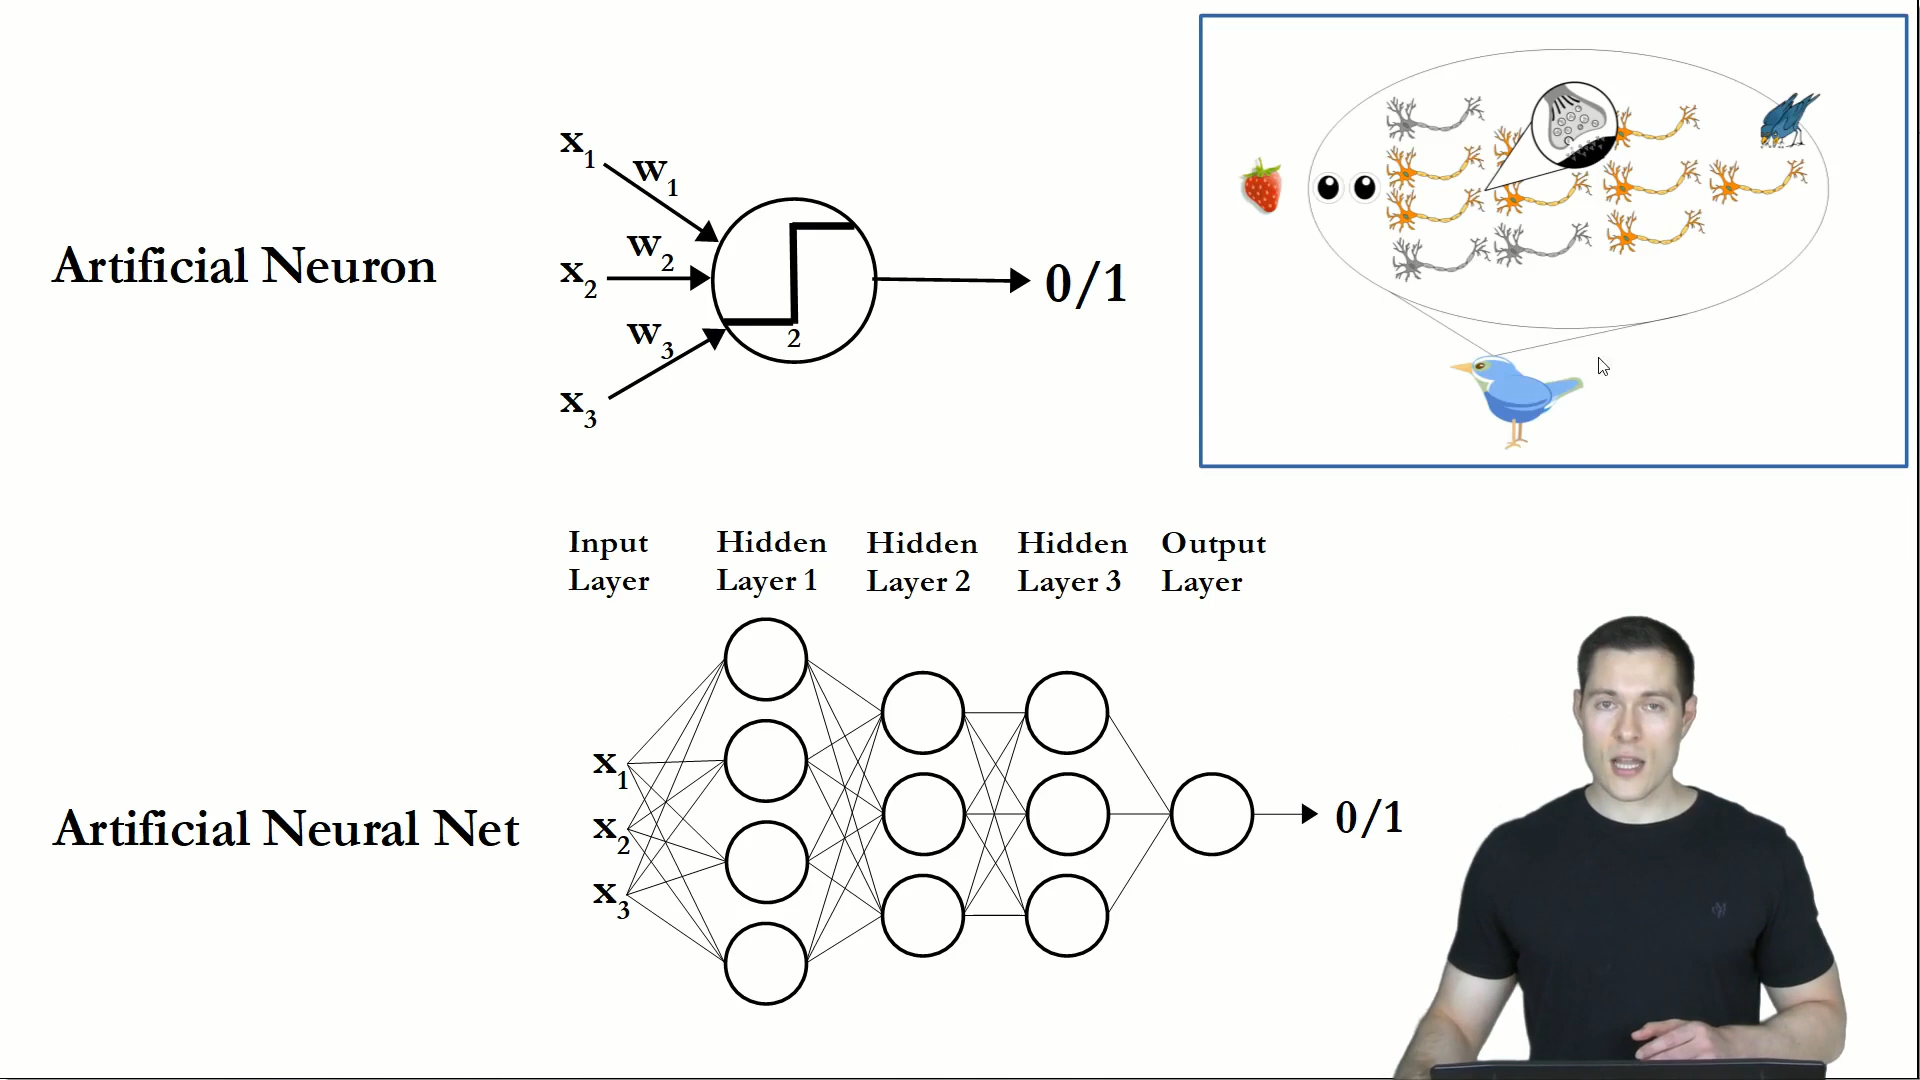 Artificial Neuron
x1
w1
x2
w2
x3
w3
2
0/1
Input Layer
Hidden Layer 1
Hidden Layer 2
Hidden Layer 3
Output Layer
Artificial Neural Net
x1
x2
x3
0/1